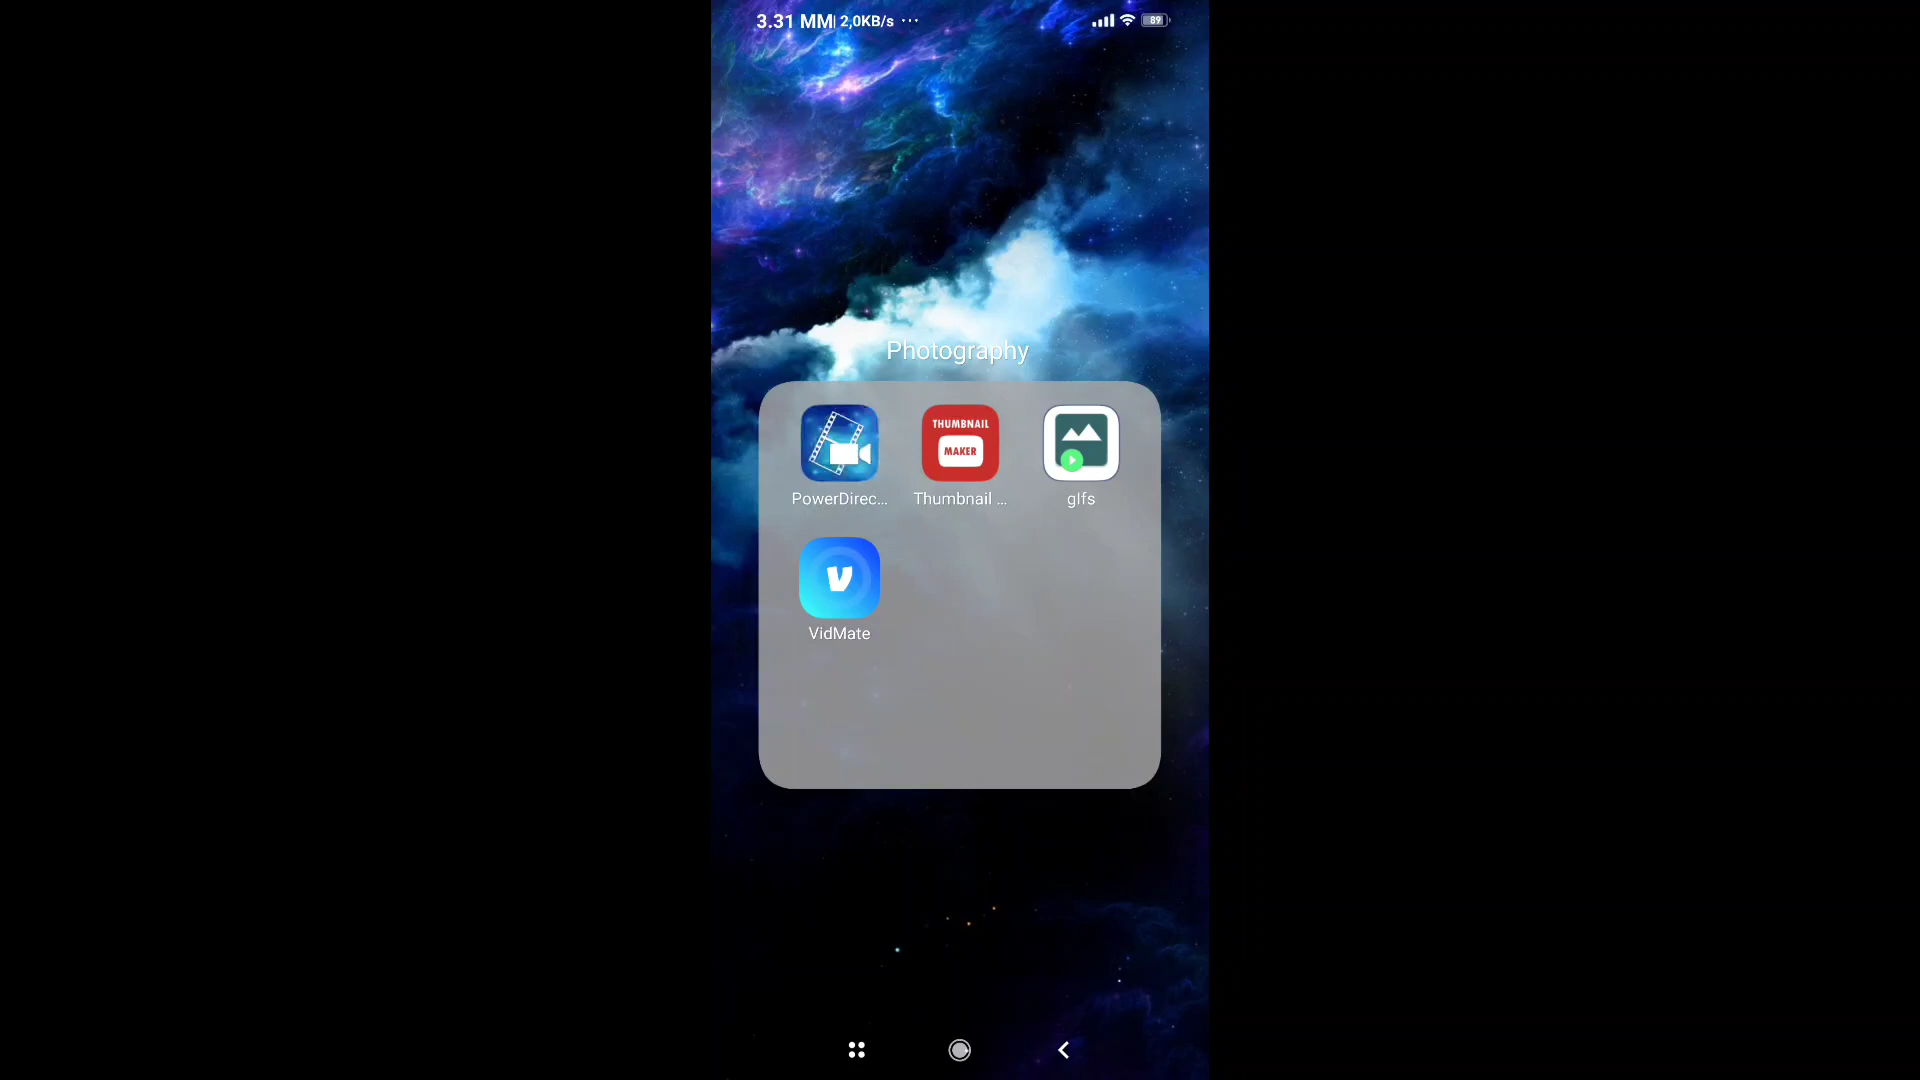 3.31 MM| 2,0KB/s ...
89
Photography
THUMBNAIL
MAKER
PowerDirec...
Thumbnail ...
gIfs
VidMate